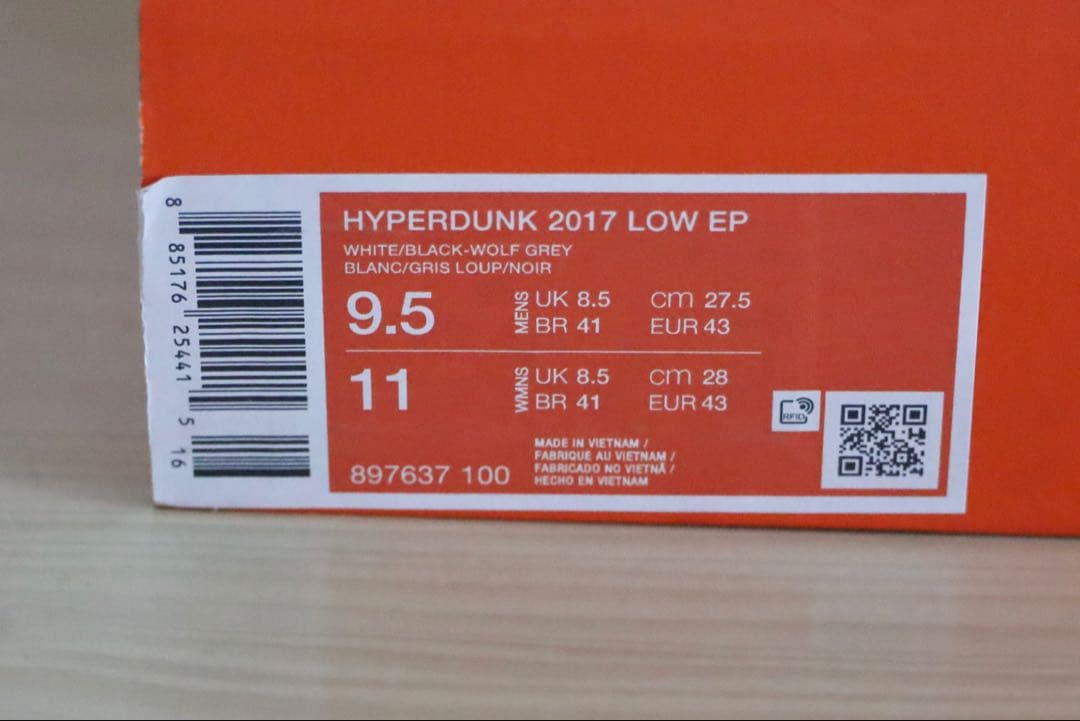 HYPERDUNK 2017 LOW EP
WHITE/BLACK-WOLF GREY
BLANC/GRIS LOUP/NOIR
9.5 MENS UK 8.5 cm 27.5
BR 41 EUR 43
11 WMNS UK 8.5 cm 28
BR 41 EUR 43
897637 100
MADE IN VIETNAM /
FABRIQUE AU VIETNAM /
FABRICADO NO VIETNÃ /
HECHO EN VIETNAM
RFID
8 85176 25441 5 16